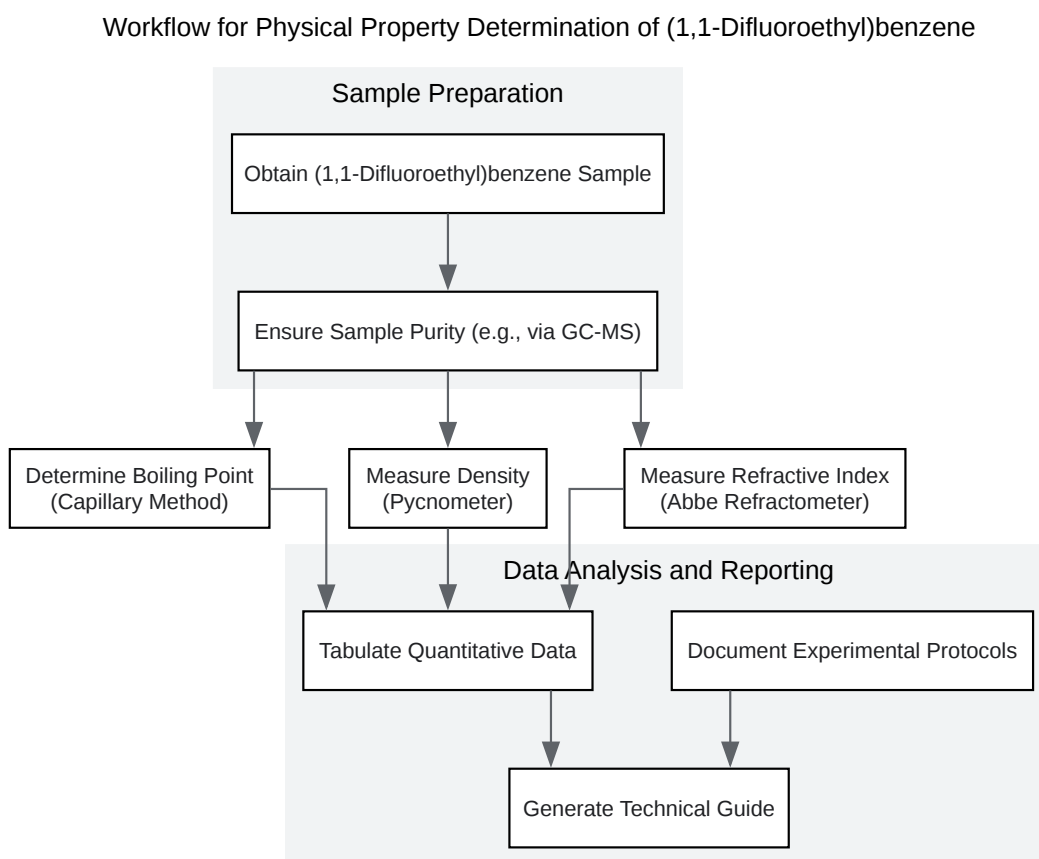 Workflow for Physical Property Determination of (1,1-Difluoroethyl)benzene
Sample Preparation
Obtain (1,1-Difluoroethyl)benzene Sample
Ensure Sample Purity (e.g., via GC-MS)
Determine Boiling Point
(Capillary Method)
Measure Density
(Pycnometer)
Measure Refractive Index
(Abbe Refractometer)
Data Analysis and Reporting
Tabulate Quantitative Data
Document Experimental Protocols
Generate Technical Guide